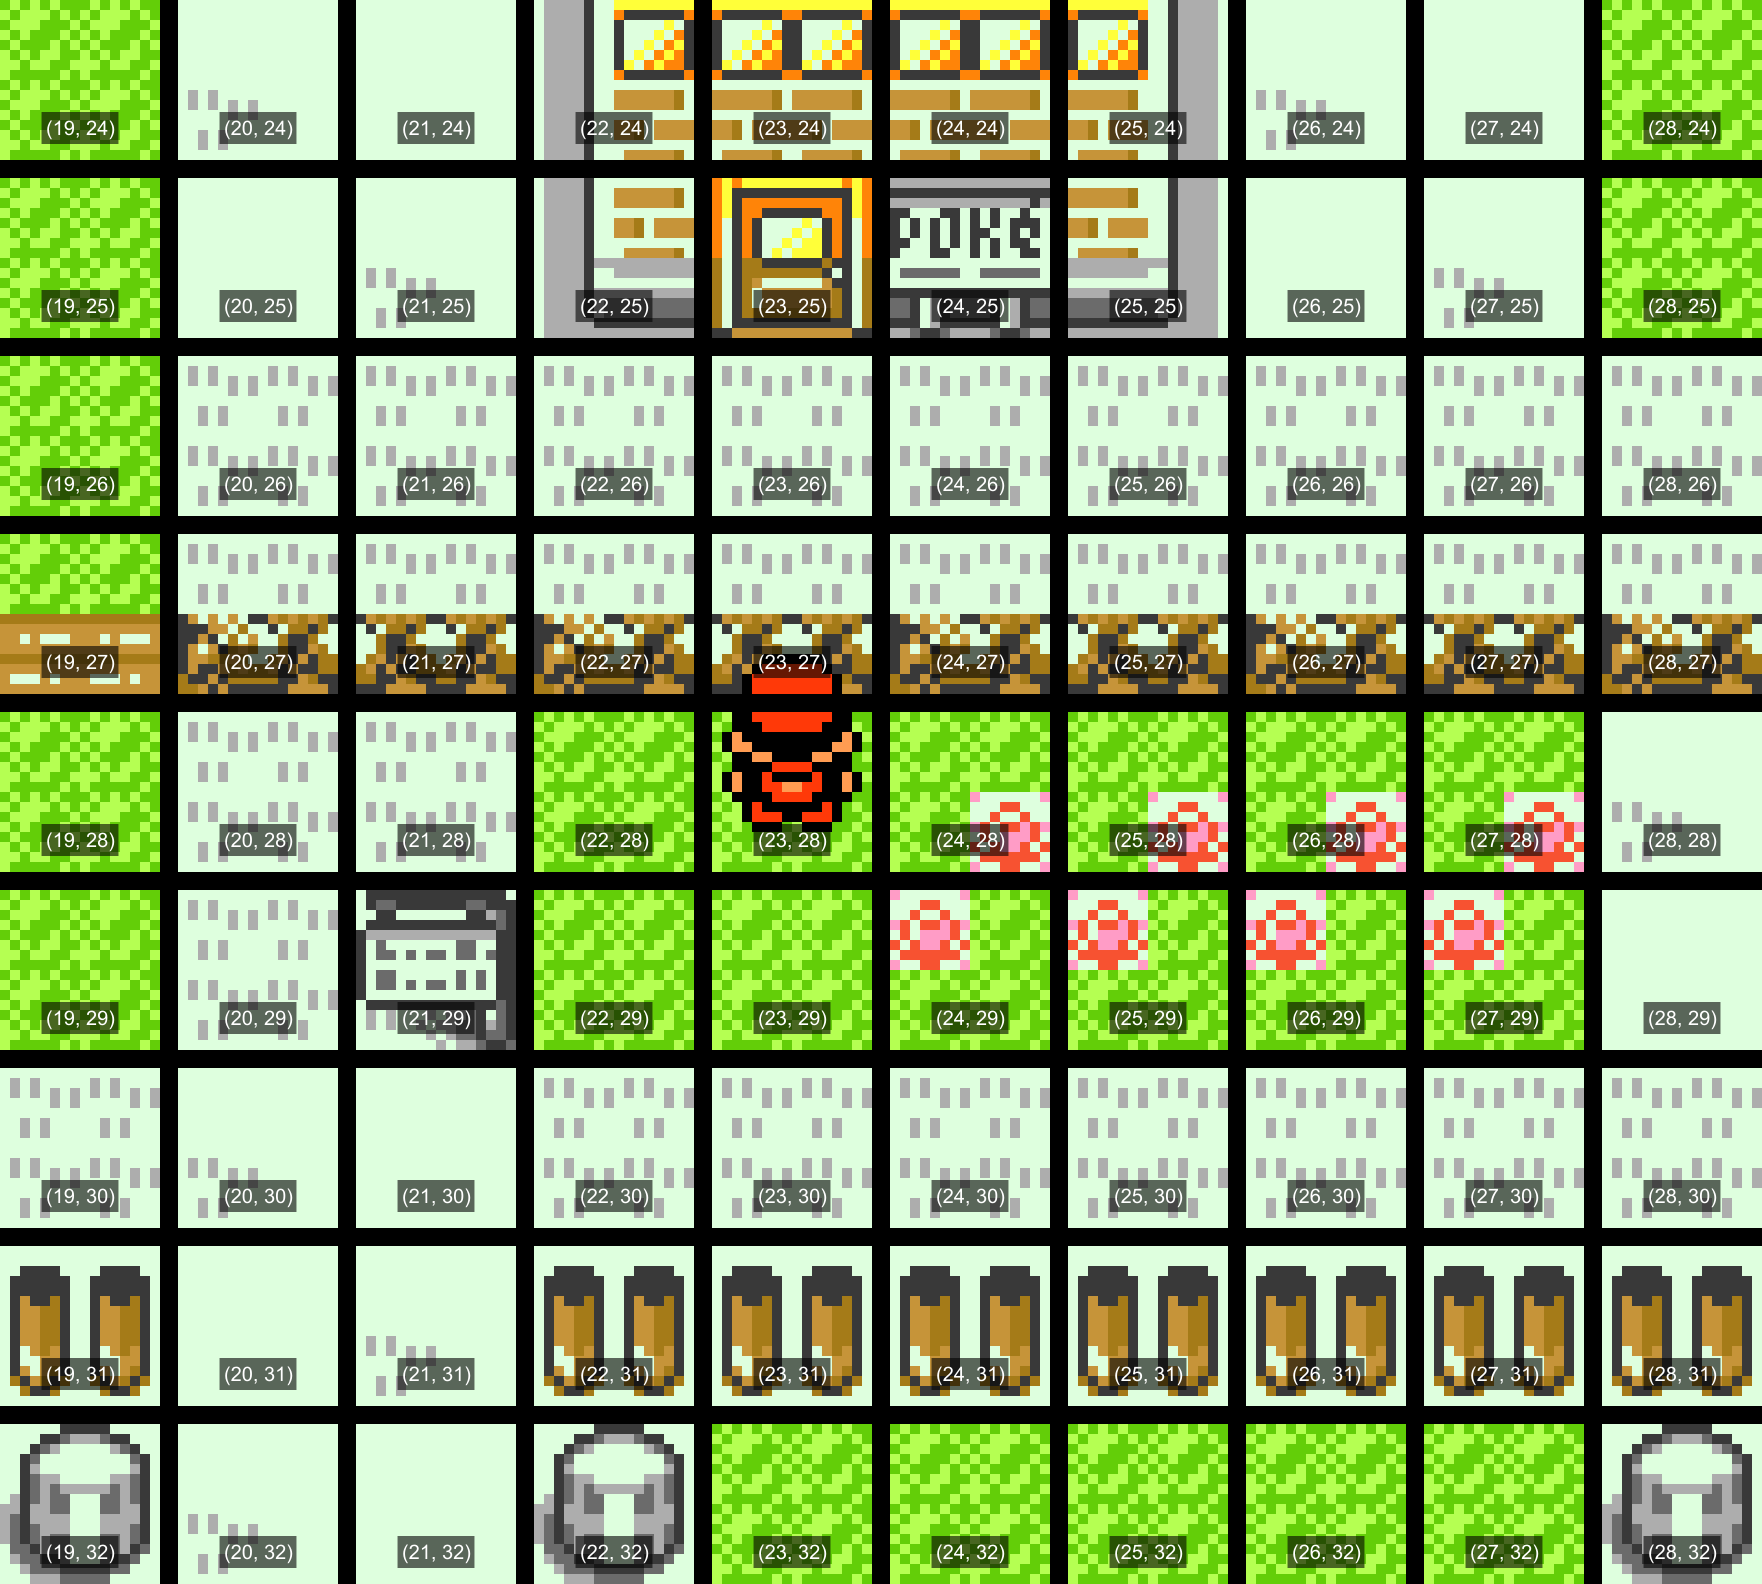 (19, 24) (20, 24) (21, 24) (22, 24) (23, 24) (24, 24) (25, 24) (26, 24) (27, 24) (28, 24)
POKé
(19, 25) (20, 25) (21, 25) (22, 25) (23, 25) (24, 25) (25, 25) (26, 25) (27, 25) (28, 25)
(19, 26) (20, 26) (21, 26) (22, 26) (23, 26) (24, 26) (25, 26) (26, 26) (27, 26) (28, 26)
(19, 27) (20, 27) (21, 27) (22, 27) (23, 27) (24, 27) (25, 27) (26, 27) (27, 27) (28, 27)
(19, 28) (20, 28) (21, 28) (22, 28) (23, 28) (24, 28) (25, 28) (26, 28) (27, 28) (28, 28)
(19, 29) (20, 29) (21, 29) (22, 29) (23, 29) (24, 29) (25, 29) (26, 29) (27, 29) (28, 29)
(19, 30) (20, 30) (21, 30) (22, 30) (23, 30) (24, 30) (25, 30) (26, 30) (27, 30) (28, 30)
(19, 31) (20, 31) (21, 31) (22, 31) (23, 31) (24, 31) (25, 31) (26, 31) (27, 31) (28, 31)
(19, 32) (20, 32) (21, 32) (22, 32) (23, 32) (24, 32) (25, 32) (26, 32) (27, 32) (28, 32)